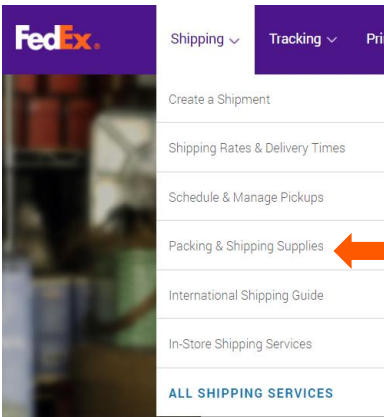 FedEx.
Shipping
Tracking
Create a Shipment
Shipping Rates & Delivery Times
Schedule & Manage Pickups
Packing & Shipping Supplies
International Shipping Guide
In-Store Shipping Services
ALL SHIPPING SERVICES